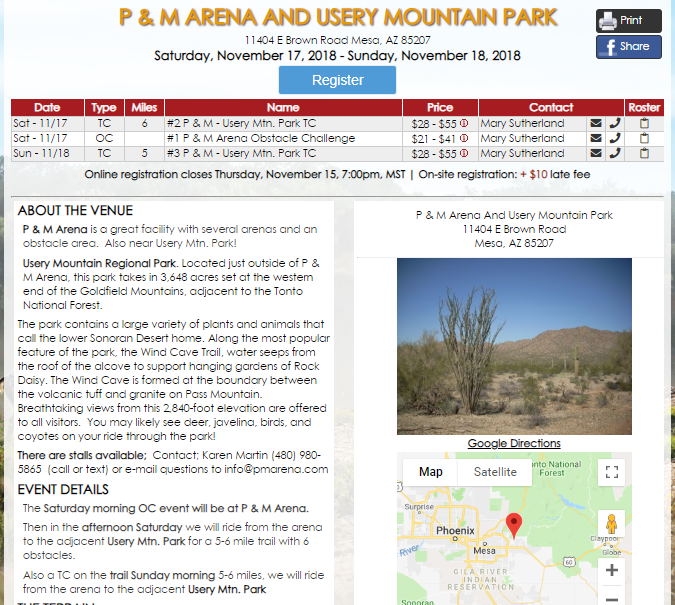 P & M ARENA AND USERY MOUNTAIN PARK
11404 E Brown Road Mesa, AZ 85207
Saturday, November 17, 2018 - Sunday, November 18, 2018
Print
Share
Register
Date Type Miles Name Price Contact Roster
Sat - 11/17 TC 6 #2 P & M - Usery Mtn. Park TC $28 - $55 Mary Sutherland
Sat - 11/17 OC #1 P & M Arena Obstacle Challenge $21 - $41 Mary Sutherland
Sun - 11/18 TC 5 #3 P & M - Usery Mtn. Park TC $28 - $55 Mary Sutherland
Online registration closes Thursday, November 15, 7:00pm, MST | On-site registration: + $10 late fee
ABOUT THE VENUE
P & M Arena is a great facility with several arenas and an
obstacle area. Also near Usery Mtn. Park!
Usery Mountain Regional Park. Located just outside of P &
M Arena, this park takes in 3,648 acres set at the western
end of the Goldfield Mountains, adjacent to the Tonto
National Forest.
The park contains a large variety of plants and animals that
call the lower Sonoran Desert home. Along the most popular
feature of the park, the Wind Cave Trail, water seeps from
the roof of the alcove to support hanging gardens of Rock
Daisy. The Wind Cave is formed at the boundary between
the volcanic tuff and granite on Pass Mountain.
Breathtaking views from this 2,840-foot elevation are offered
to all visitors. You may likely see deer, javelina, birds, and
coyotes on your ride through the park!
There are stalls available; Contact; Karen Martin (480) 980-
5865 (call or text) or e-mail questions to info@pmarena.com
EVENT DETAILS
The Saturday morning OC event will be at P & M Arena.
Then in the afternoon Saturday we will ride from the arena
to the adjacent Usery Mtn. Park for a 5-6 mile trail with 6
obstacles.
Also a TC on the trail Sunday morning 5-6 miles, we will ride
from the arena to the adjacent Usery Mtn. Park
THE TERRAIN
P & M Arena And Usery Mountain Park
11404 E Brown Road
Mesa, AZ 85207
Google Directions
Map Satellite
onto National
Forest
Surprise
Phoenix
Mesa
River
Claypool
Globe
60
GILA RIVER
INDIAN
RESERVATION
Sonoran